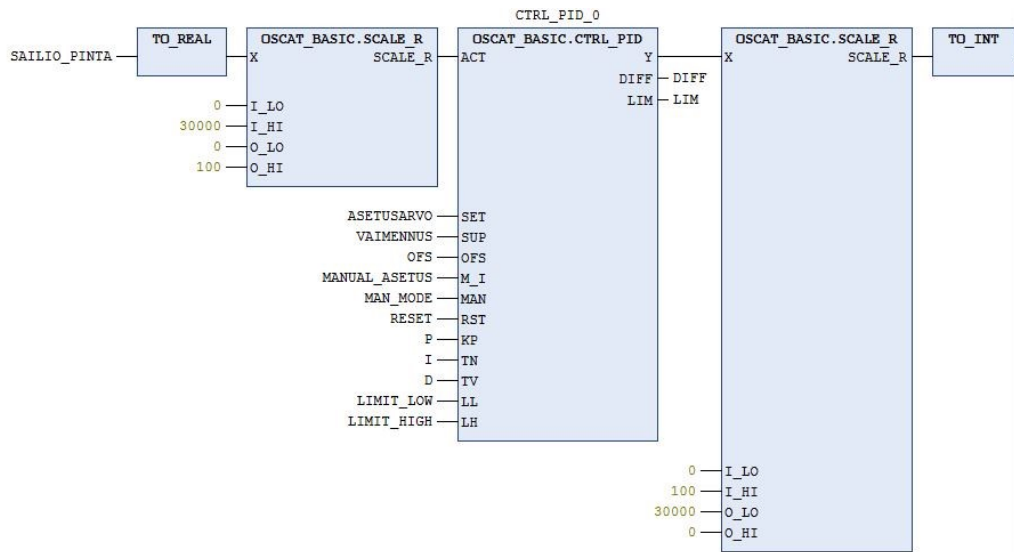 CTRL_PID_0
TO_REAL OSCAT_BASIC.SCALE_R OSCAT_BASIC.CTRL_PID OSCAT_BASIC.SCALE_R TO_INT
SAILIO_PINTA X SCALE_R ACT Y X SCALE_R
DIFF DIFF
LIM LIM
0 I_LO
30000 I_HI
0 O_LO
100 O_HI
ASETUSARVO SET
VAIMENNUS SUP
OFS OFS
MANUAL_ASETUS M_I
MAN_MODE MAN
RESET RST
P KP
I TN
D TV
LIMIT_LOW LL
LIMIT_HIGH LH
0 I_LO
100 I_HI
30000 O_LO
0 O_HI